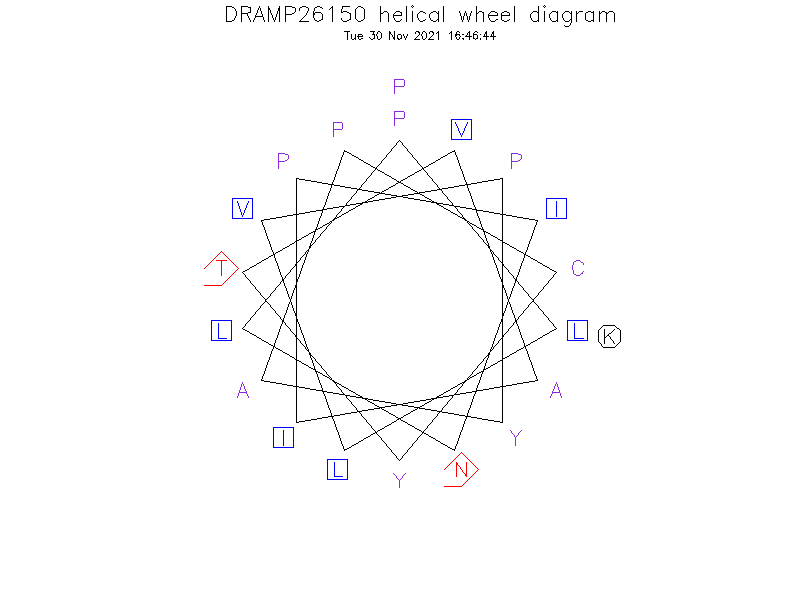 DRAMP26150 helical wheel diagram
Tue 30 Nov 2021 16:46:44
P
P
P V
P P
V I
T C
L L K
A A
I Y
L N
Y